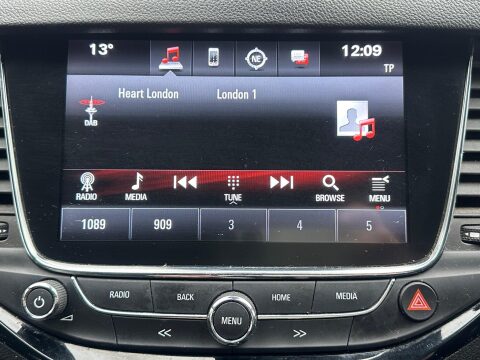 13° NE 12:09
TP
Heart London London 1
DAB
RADIO MEDIA TUNE BROWSE MENU
1089 909 3 4 5
RADIO BACK HOME MEDIA
MENU